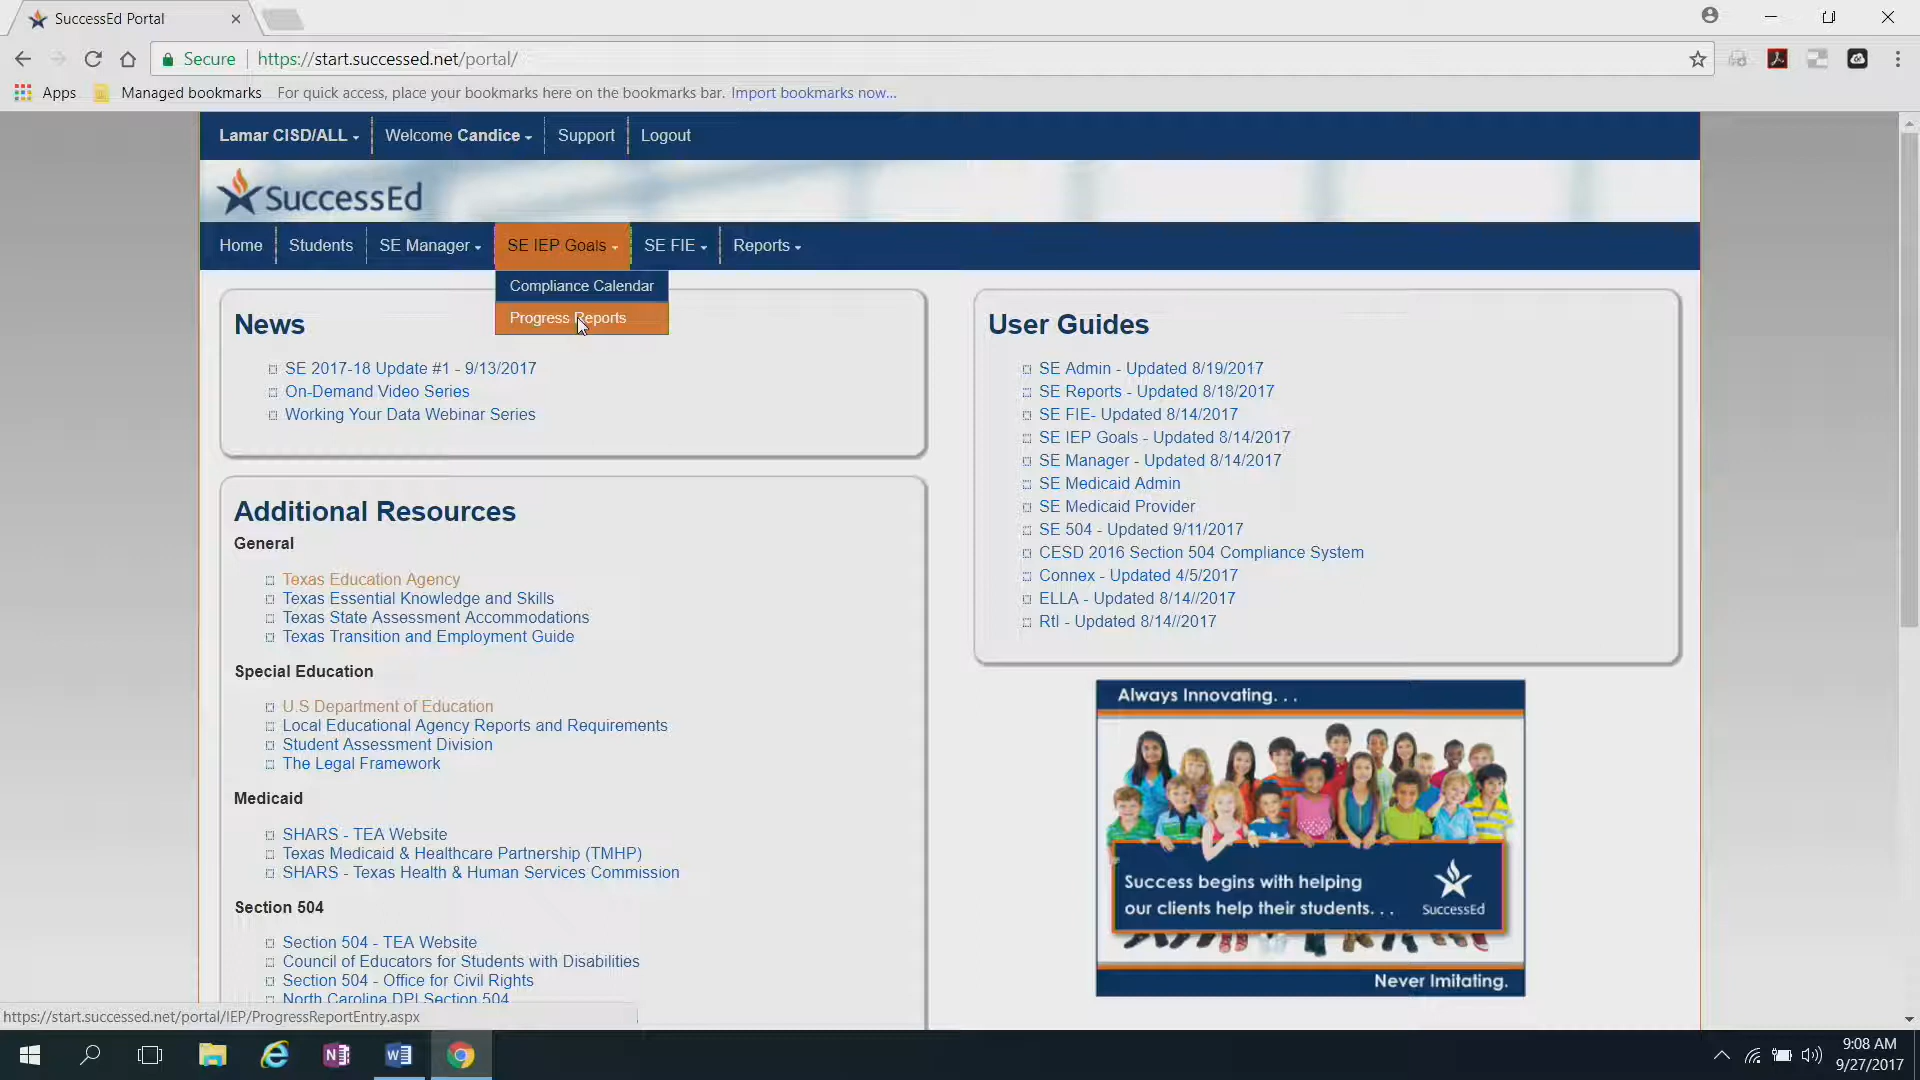 SuccessEd Portal
Secure https://start.successed.net/portal/
Apps Managed bookmarks For quick access, place your bookmarks here on the bookmarks bar. Import bookmarks now...
Lamar CISD/ALL Welcome Candice Support Logout
SuccessEd
Home Students SE Manager SE IEP Goals SE FIE Reports
Compliance Calendar
Progress Reports
News
SE 2017-18 Update #1 - 9/13/2017
On-Demand Video Series
Working Your Data Webinar Series
Additional Resources
General
Texas Education Agency
Texas Essential Knowledge and Skills
Texas State Assessment Accommodations
Texas Transition and Employment Guide
Special Education
U.S Department of Education
Local Educational Agency Reports and Requirements
Student Assessment Division
The Legal Framework
Medicaid
SHARS - TEA Website
Texas Medicaid & Healthcare Partnership (TMHP)
SHARS - Texas Health & Human Services Commission
Section 504
Section 504 - TEA Website
Council of Educators for Students with Disabilities
Section 504 - Office for Civil Rights
North Carolina DPI Section 504
User Guides
SE Admin - Updated 8/19/2017
SE Reports - Updated 8/18/2017
SE FIE- Updated 8/14/2017
SE IEP Goals - Updated 8/14/2017
SE Manager - Updated 8/14/2017
SE Medicaid Admin
SE Medicaid Provider
SE 504 - Updated 9/11/2017
CESD 2016 Section 504 Compliance System
Connex - Updated 4/5/2017
ELLA - Updated 8/14//2017
RtI - Updated 8/14//2017
Always Innovating. . .
Success begins with helping
our clients help their students. . .
SuccessEd
Never Imitating.
https://start.successed.net/portal/IEP/ProgressReportEntry.aspx
9:08 AM
9/27/2017